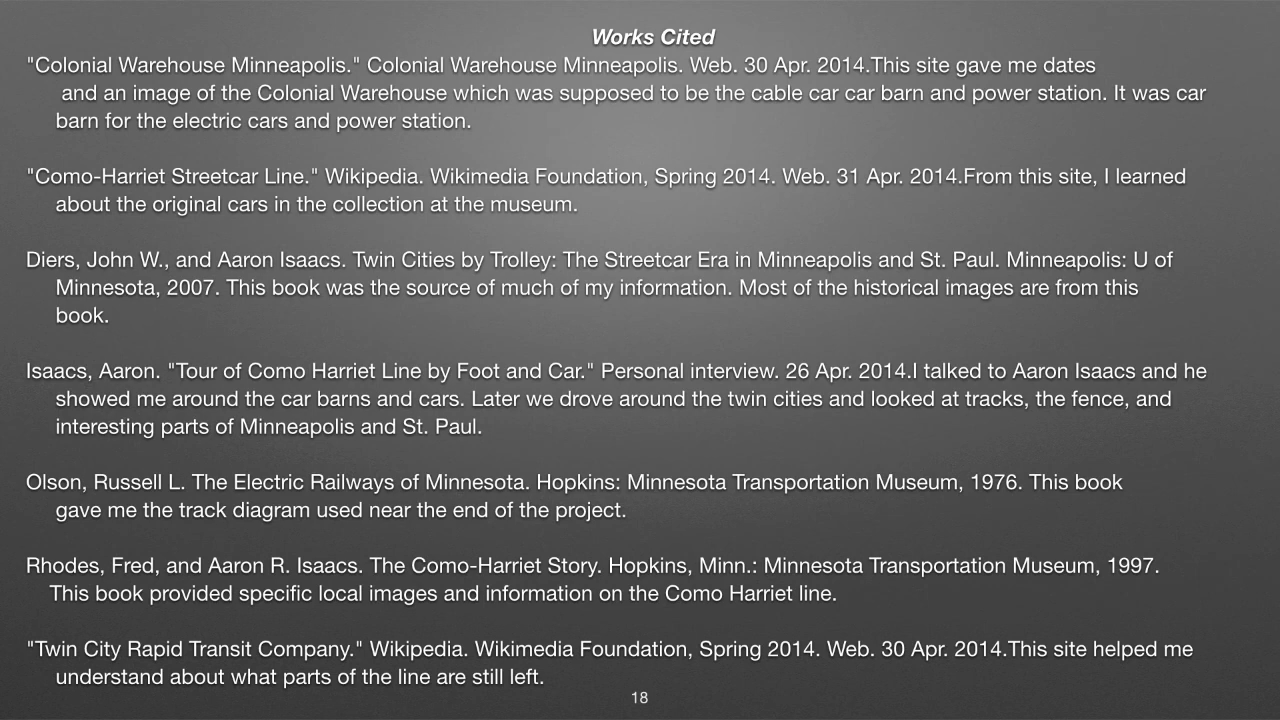 Works Cited
"Colonial Warehouse Minneapolis." Colonial Warehouse Minneapolis. Web. 30 Apr. 2014.This site gave me dates
and an image of the Colonial Warehouse which was supposed to be the cable car car barn and power station. It was car
barn for the electric cars and power station.
"Como-Harriet Streetcar Line." Wikipedia. Wikimedia Foundation, Spring 2014. Web. 31 Apr. 2014.From this site, I learned
about the original cars in the collection at the museum.
Diers, John W., and Aaron Isaacs. Twin Cities by Trolley: The Streetcar Era in Minneapolis and St. Paul. Minneapolis: U of
Minnesota, 2007. This book was the source of much of my information. Most of the historical images are from this
book.
Isaacs, Aaron. "Tour of Como Harriet Line by Foot and Car." Personal interview. 26 Apr. 2014.I talked to Aaron Isaacs and he
showed me around the car barns and cars. Later we drove around the twin cities and looked at tracks, the fence, and
interesting parts of Minneapolis and St. Paul.
Olson, Russell L. The Electric Railways of Minnesota. Hopkins: Minnesota Transportation Museum, 1976. This book
gave me the track diagram used near the end of the project.
Rhodes, Fred, and Aaron R. Isaacs. The Como-Harriet Story. Hopkins, Minn.: Minnesota Transportation Museum, 1997.
This book provided specific local images and information on the Como Harriet line.
"Twin City Rapid Transit Company." Wikipedia. Wikimedia Foundation, Spring 2014. Web. 30 Apr. 2014.This site helped me
understand about what parts of the line are still left.
18